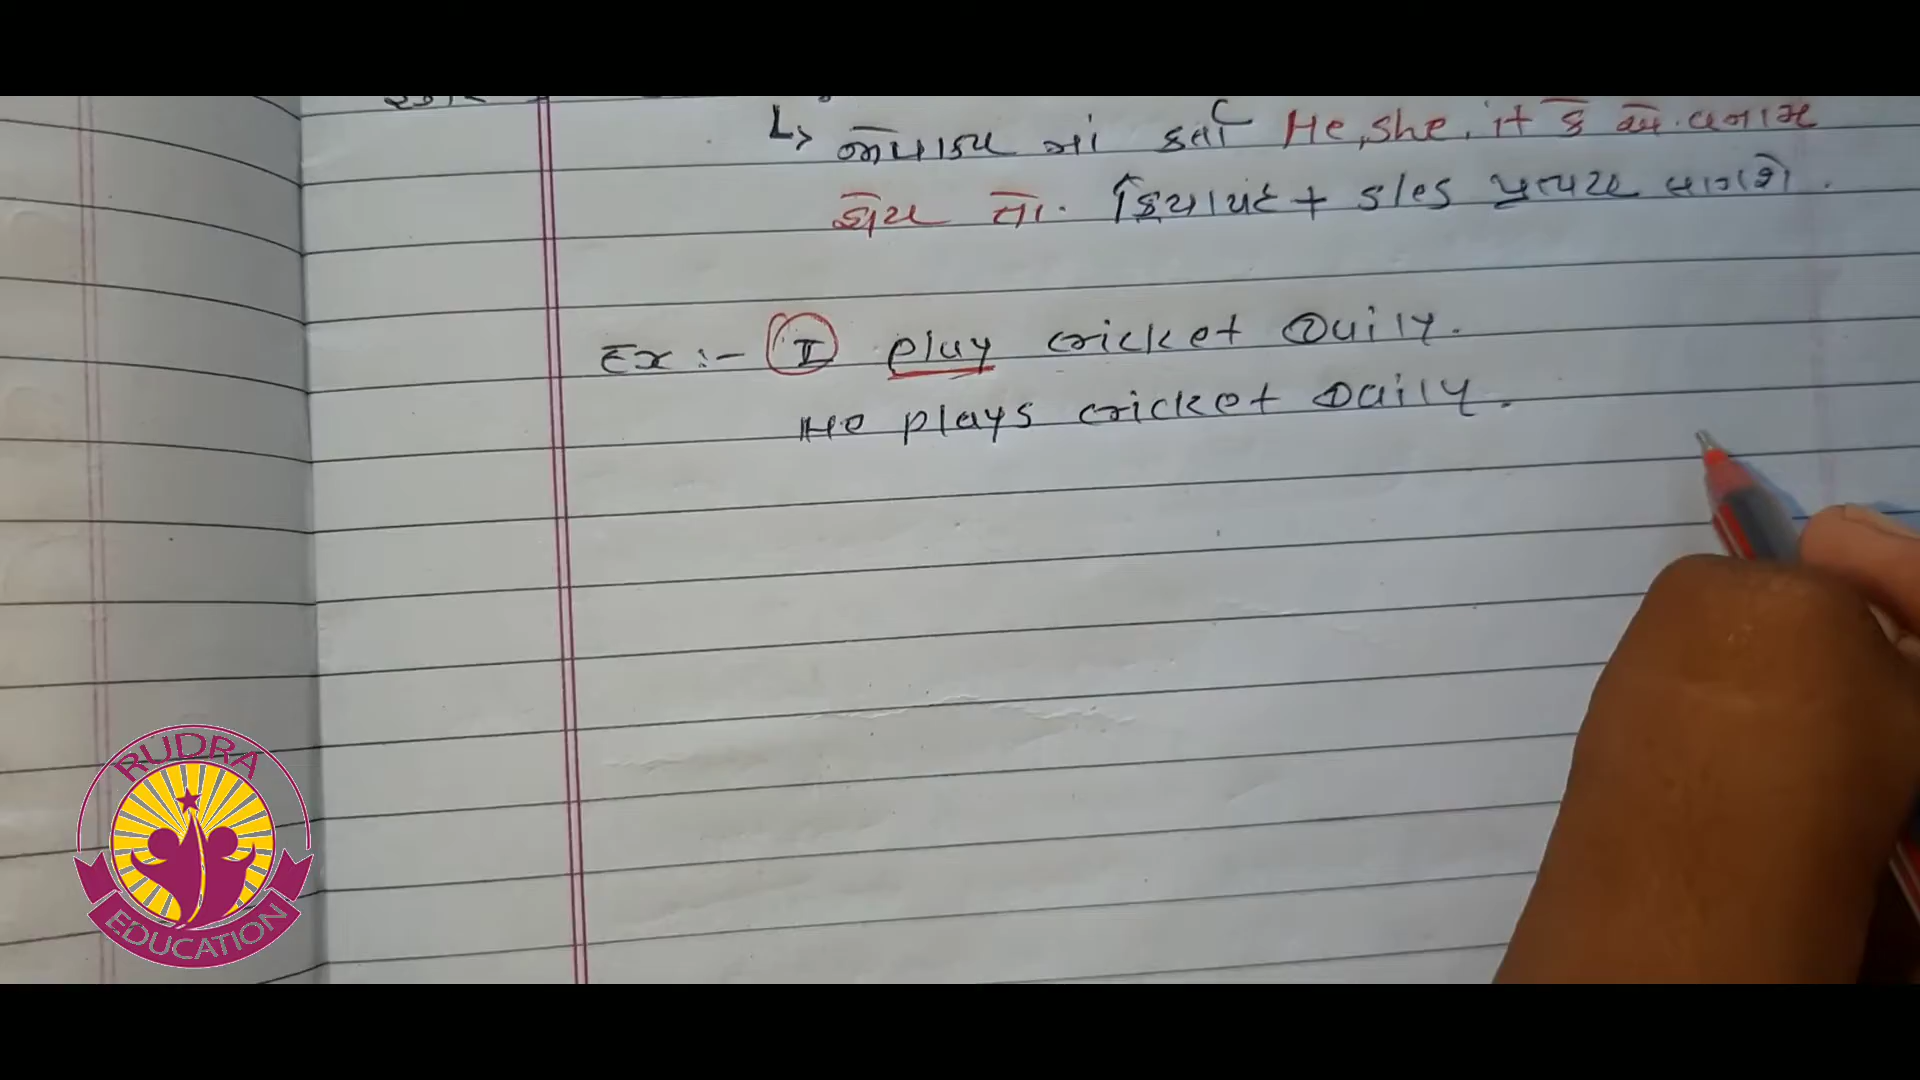 જો વાક્ય માં કર્તા He, she, it કે એ.વ.નામ
હોય તો. ક્રિયાપદ + s/es પ્રત્યય લાગશે.
Ex :- I play cricket Daily.
He plays cricket Daily.
RUDRA
EDUCATION